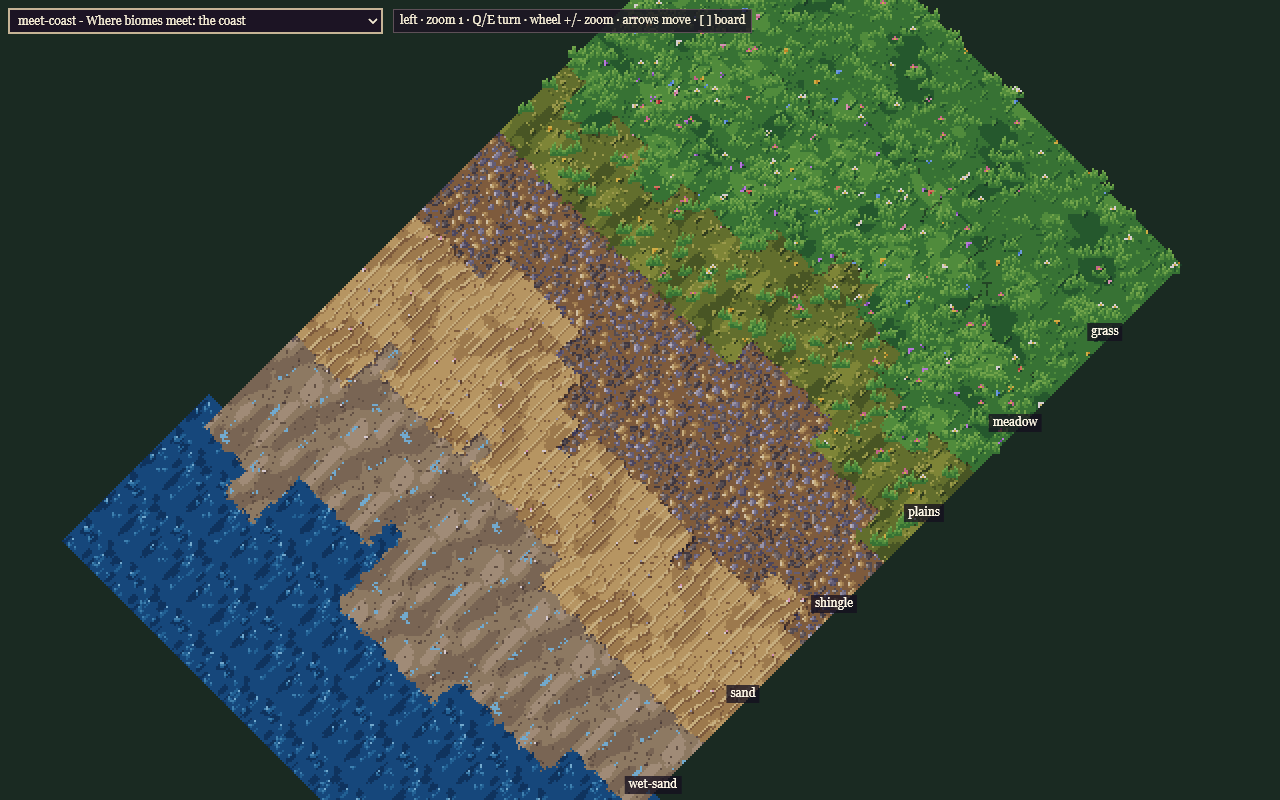 meet-coast - Where biomes meet: the coast
left · zoom 1 · Q/E turn · wheel +/- zoom · arrows move · [ ] board
grass
meadow
plains
shingle
sand
wet-sand